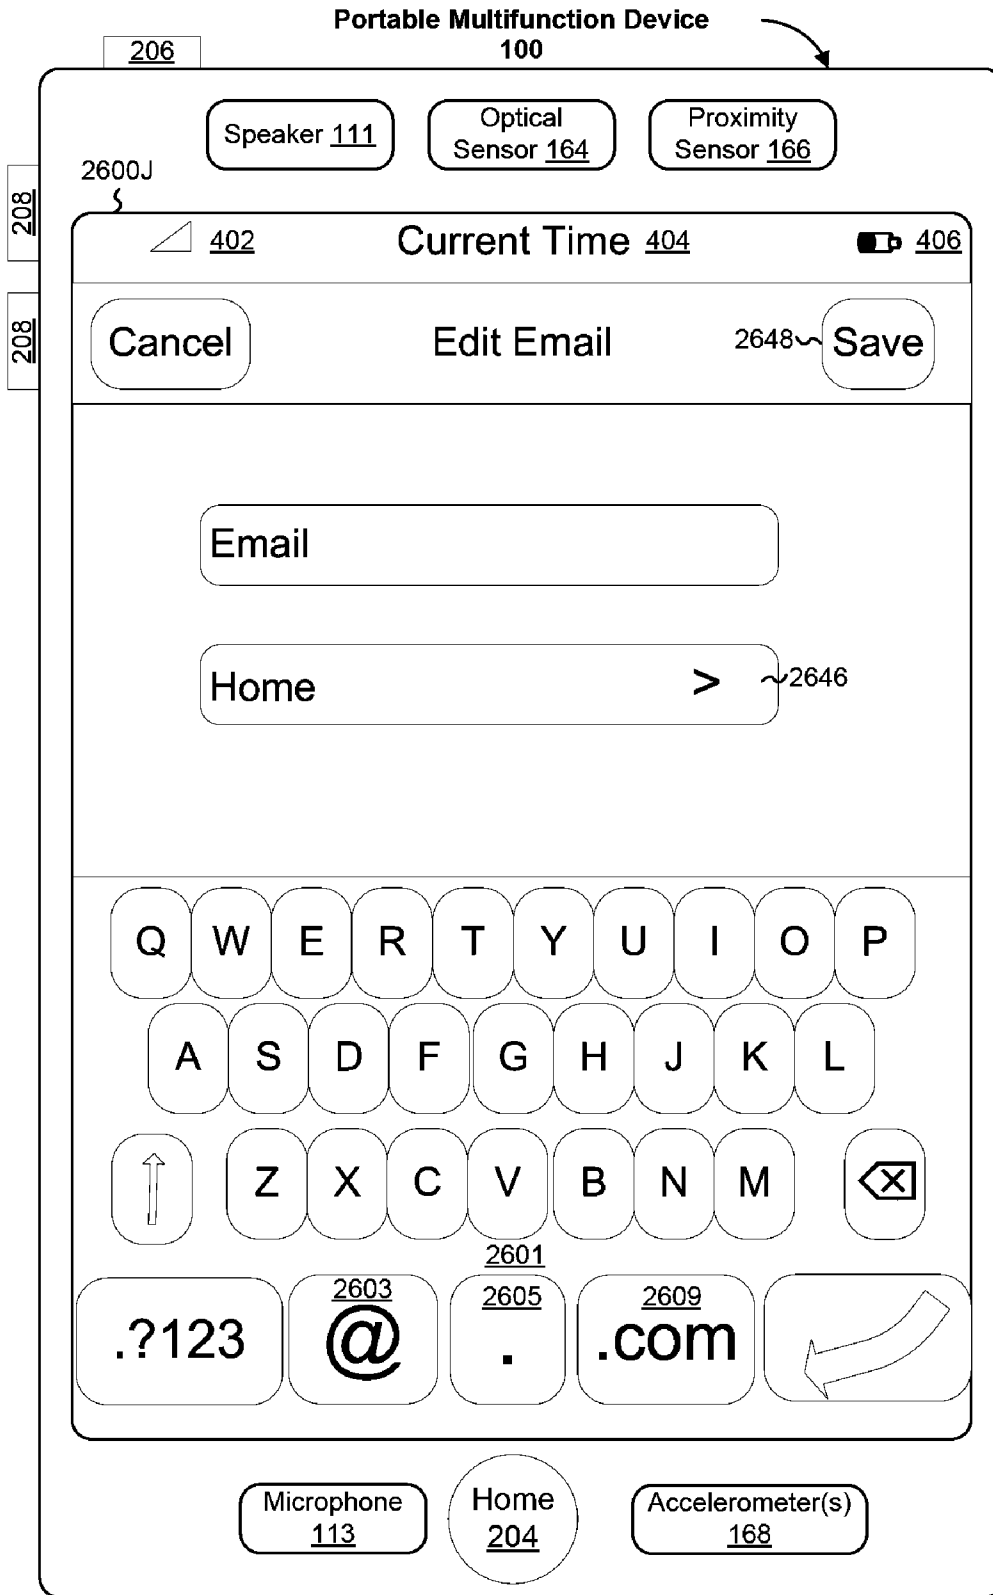 Portable Multifunction Device
100
206
Speaker 111
Optical
Sensor 164
Proximity
Sensor 166
2600J
208
402
Current Time 404
406
208
Cancel
Edit Email
2648
Save
Email
Home >
2646
Q W E R T Y U I O P
A S D F G H J K L
Z X C V B N M
2601
.?123
2603
@
2605
.
2609
.com
Microphone
113
Home
204
Accelerometer(s)
168